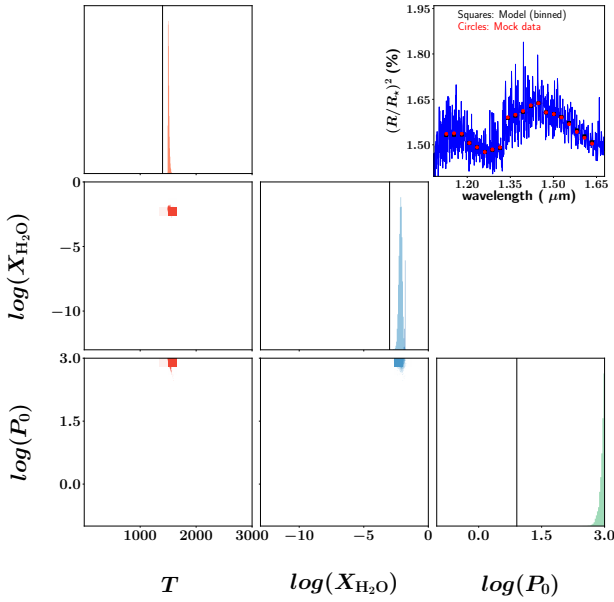 1.95
Squares: Model (binned)
Circles: Mock data
1.80
(R/R⋆)² (%)
1.65
1.50
1.20 1.35 1.50 1.65
wavelength ( μm)
0
−5
−10
log(X_H₂O)
3.0
1.5
0.0
log(P₀)
1000 2000 3000
−10 −5 0
0.0 1.5 3.0
T
log(X_H₂O)
log(P₀)